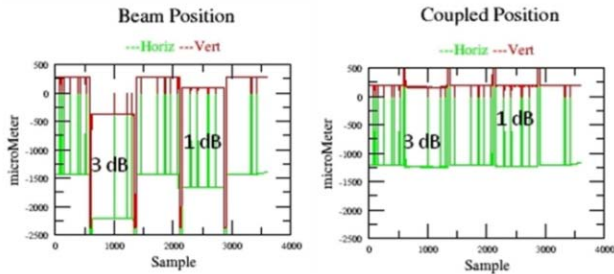 Beam Position
---Horiz ---Vert
microMeter
500
0
-500
-1000
-1500
-2000
-2500
3 dB
1 dB
0 1000 2000 3000 4000
Sample
Coupled Position
---Horiz ---Vert
microMeter
500
0
-500
-1000
-1500
-2000
-2500
3 dB
1 dB
0 1000 2000 3000 4000
Sample